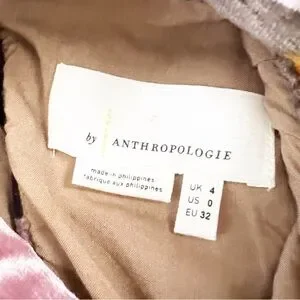 by ANTHROPOLOGIE
made in philippines
fabriqué aux philippines
UK 4
US 0
EU 32